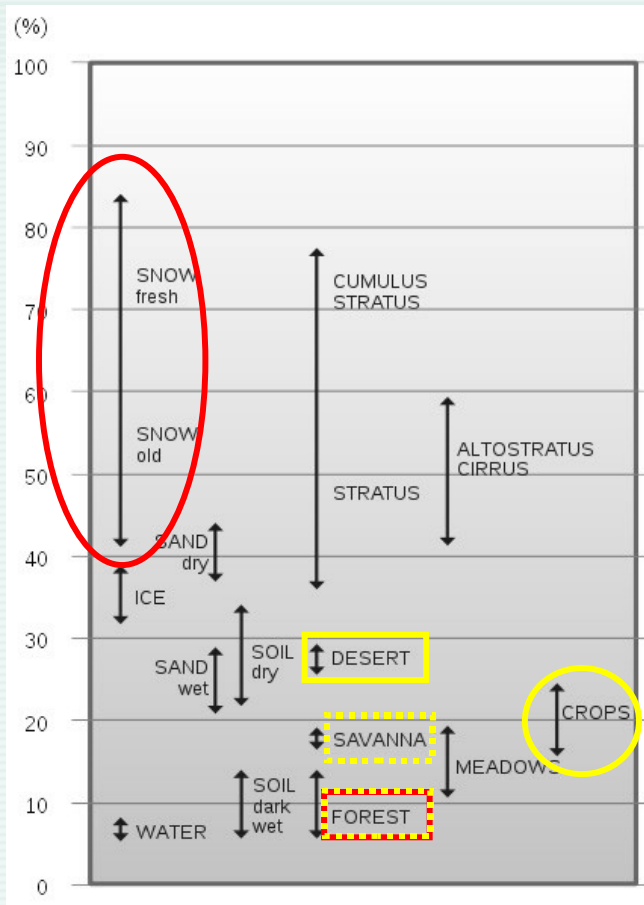 (%)
100
90
80
70
60
50
40
30
20
10
0
SNOW
fresh
SNOW
old
CUMULUS
STRATUS
STRATUS
ALTOSTRATUS
CIRRUS
SAND
dry
ICE
SAND
wet
SOIL
dry
DESERT
CROPS
SAVANNA
MEADOWS
SOIL
dark
wet
FOREST
WATER